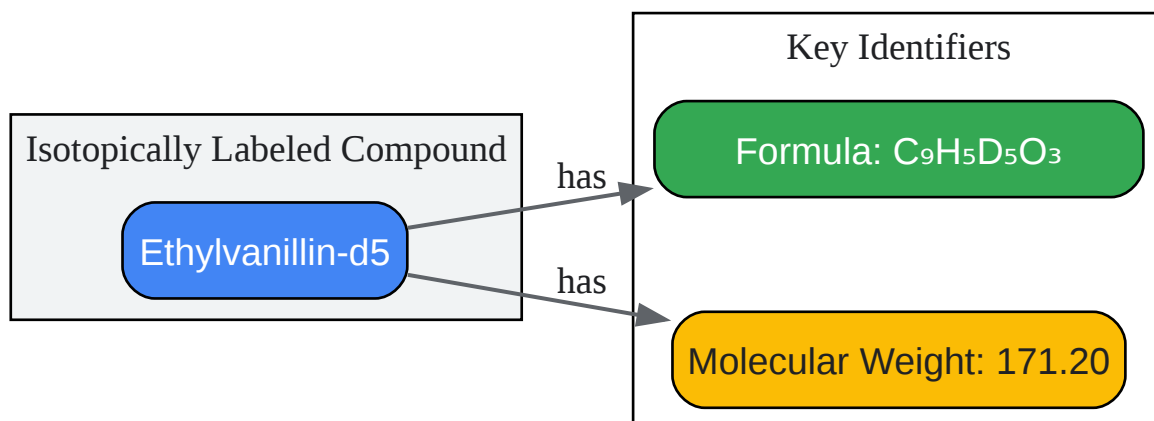 Key Identifiers
Isotopically Labeled Compound
Formula: C₉H₅D₅O₃
has
Ethylvanillin-d5
has
Molecular Weight: 171.20